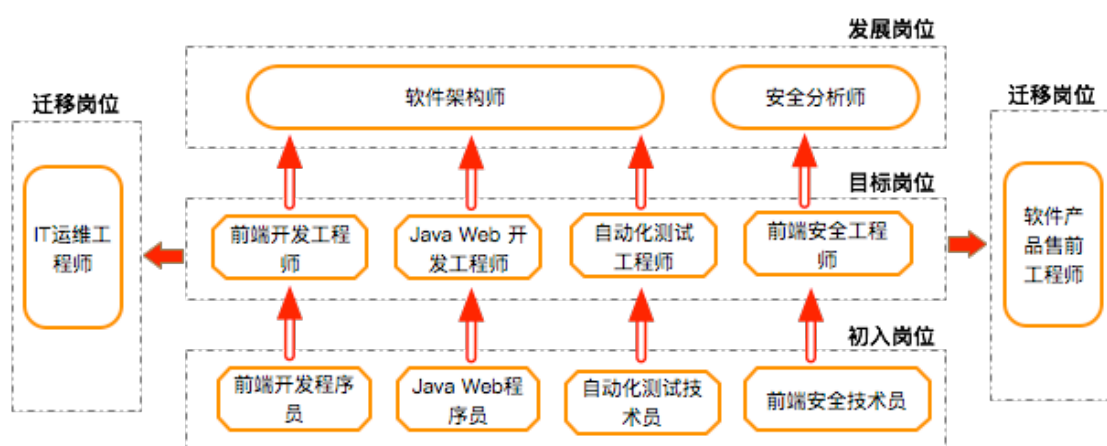 发展岗位
软件架构师
安全分析师
迁移岗位
IT运维工
程师
迁移岗位
软件产
品售前
工程师
目标岗位
前端开发工程
师
Java Web 开
发工程师
自动化测试
工程师
前端安全工程
师
初入岗位
前端开发程序
员
Java Web程
序员
自动化测试技
术员
前端安全技术员